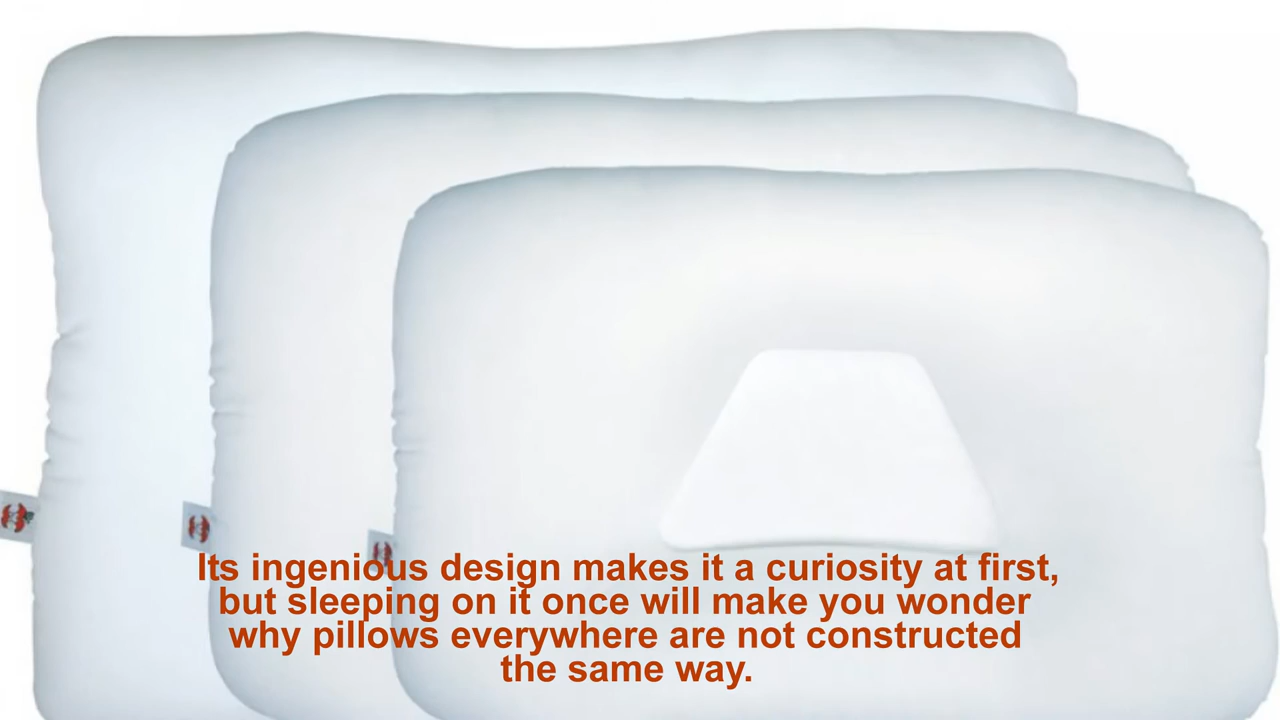 Its ingenious design makes it a curiosity at first,
but sleeping on it once will make you wonder
why pillows everywhere are not constructed
the same way.